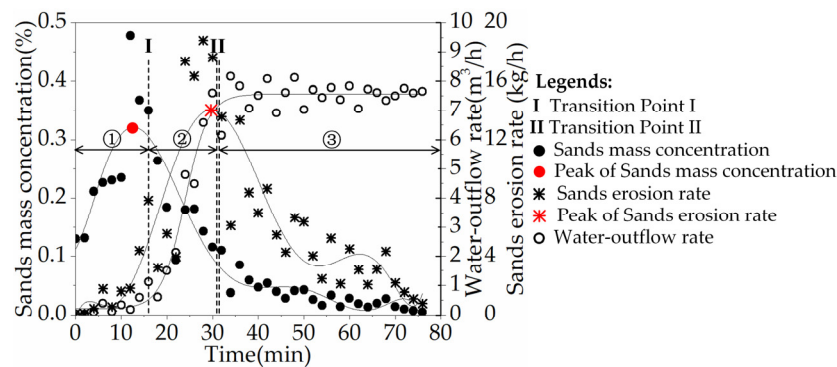 0.5
0.4
0.3
0.2
0.1
0.0
Sands mass concentration(%)
I
II
①
②
③
0 10 20 30 40 50 60 70 80
Time(min)
10
9
8
7
6
5
4
3
2
1
0
Water-outflow rate(m³/h)
20
16
12
8
4
0
Sands erosion rate (kg/h)
Legends:
I Transition Point I
II Transition Point II
Sands mass concentration
Peak of Sands mass concentration
Sands erosion rate
Peak of Sands erosion rate
Water-outflow rate